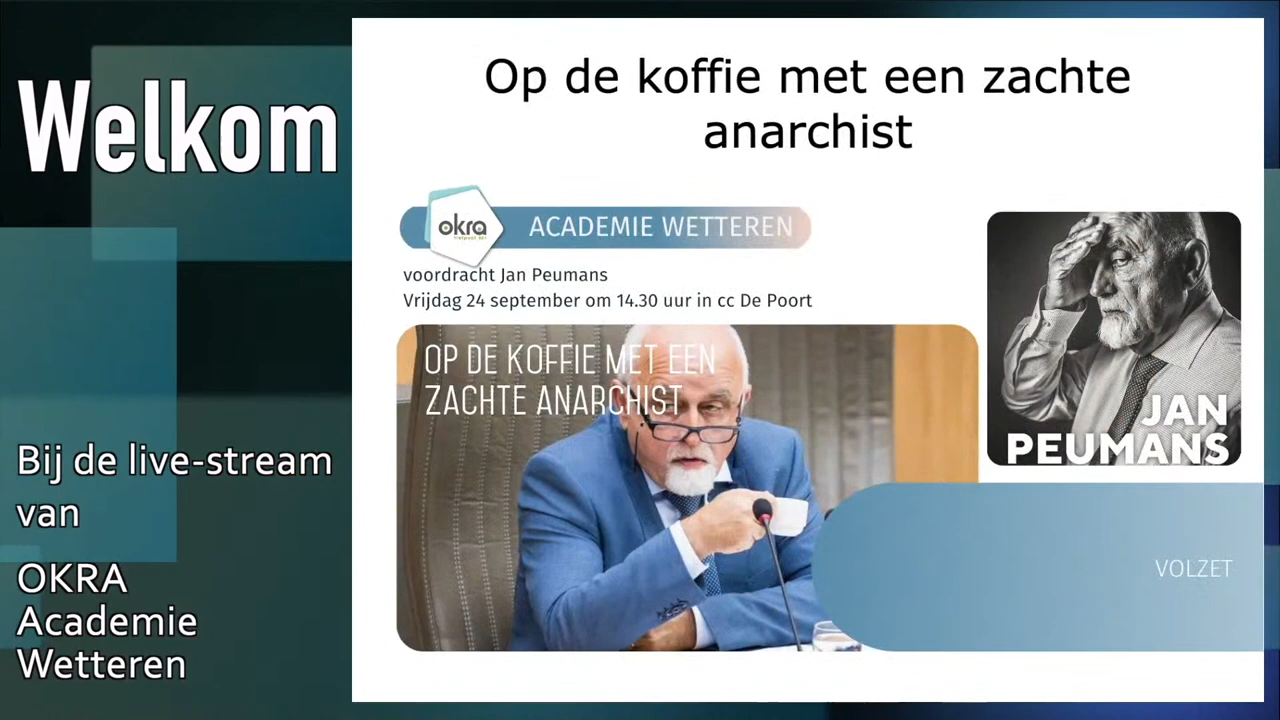 Welkom
Bij de live-stream
van
OKRA
Academie
Wetteren
Op de koffie met een zachte
anarchist
okra
ACADEMIE WETTEREN
voordracht Jan Peumans
Vrijdag 24 september om 14.30 uur in cc De Poort
OP DE KOFFIE MET EEN
ZACHTE ANARCHIST
JAN
PEUMANS
VOLZET